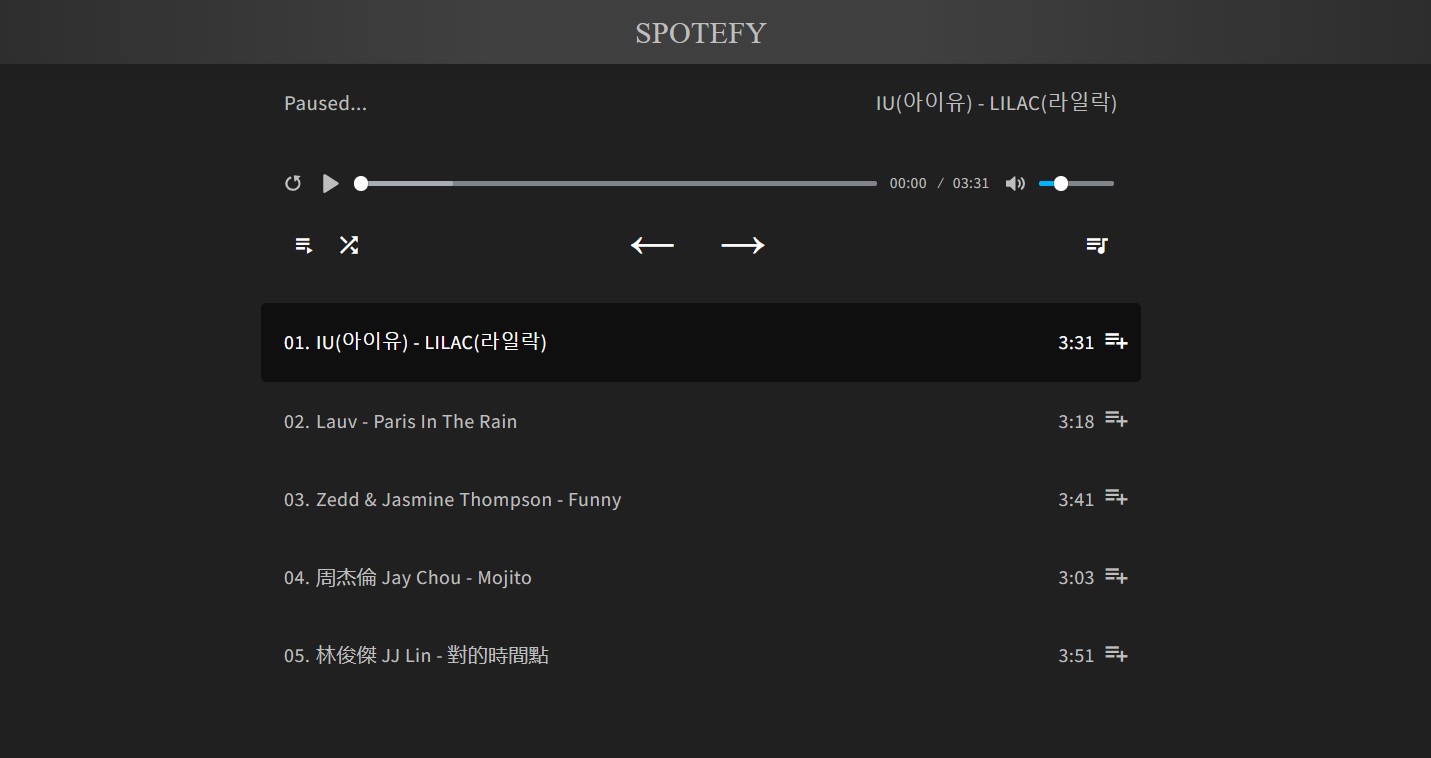 SPOTEFY
Paused... IU(아이유) - LILAC(라일락)
00:00 / 03:31
01. IU(아이유) - LILAC(라일락) 3:31
02. Lauv - Paris In The Rain 3:18
03. Zedd & Jasmine Thompson - Funny 3:41
04. 周杰倫 Jay Chou - Mojito 3:03
05. 林俊傑 JJ Lin - 對的時間點 3:51